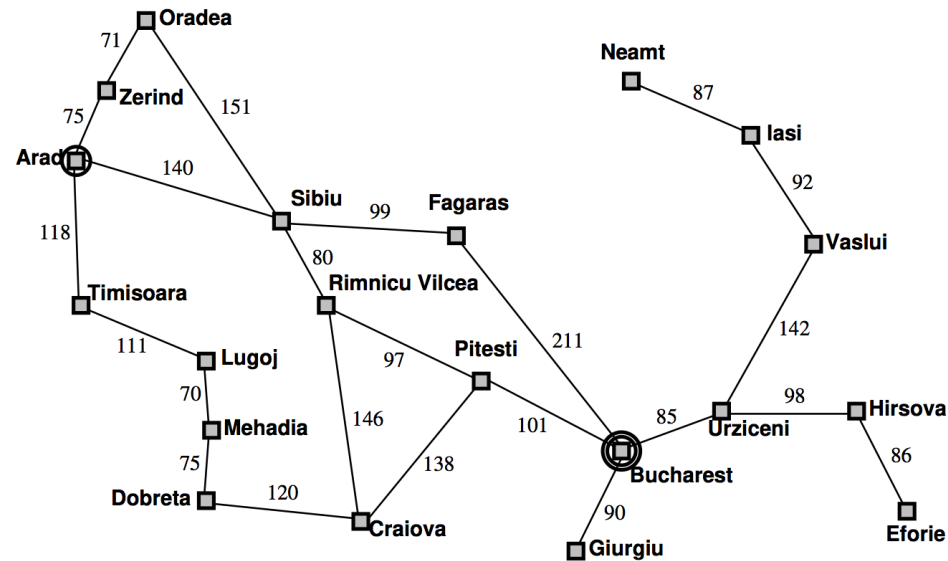 Oradea
71
Neamt
87
Zerind
151
75
Iasi
Arad
140
92
Sibiu
Fagaras
99
118
Vaslui
80
Rimnicu Vilcea
Timisoara
142
111
211
Lugoj
97
Pitesti
70
98
Hirsova
146
101
85
Urziceni
Mehadia
138
86
75
Bucharest
120
Dobreta
90
Craiova
Eforie
Giurgiu